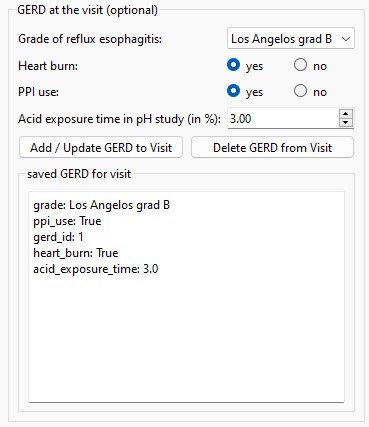 GERD at the visit (optional)
Grade of reflux esophagitis: Los Angelos grad B
Heart burn: yes no
PPI use: yes no
Acid exposure time in pH study (in %): 3.00
Add / Update GERD to Visit Delete GERD from Visit
saved GERD for visit
grade: Los Angelos grad B
ppi_use: True
gerd_id: 1
heart_burn: True
acid_exposure_time: 3.0